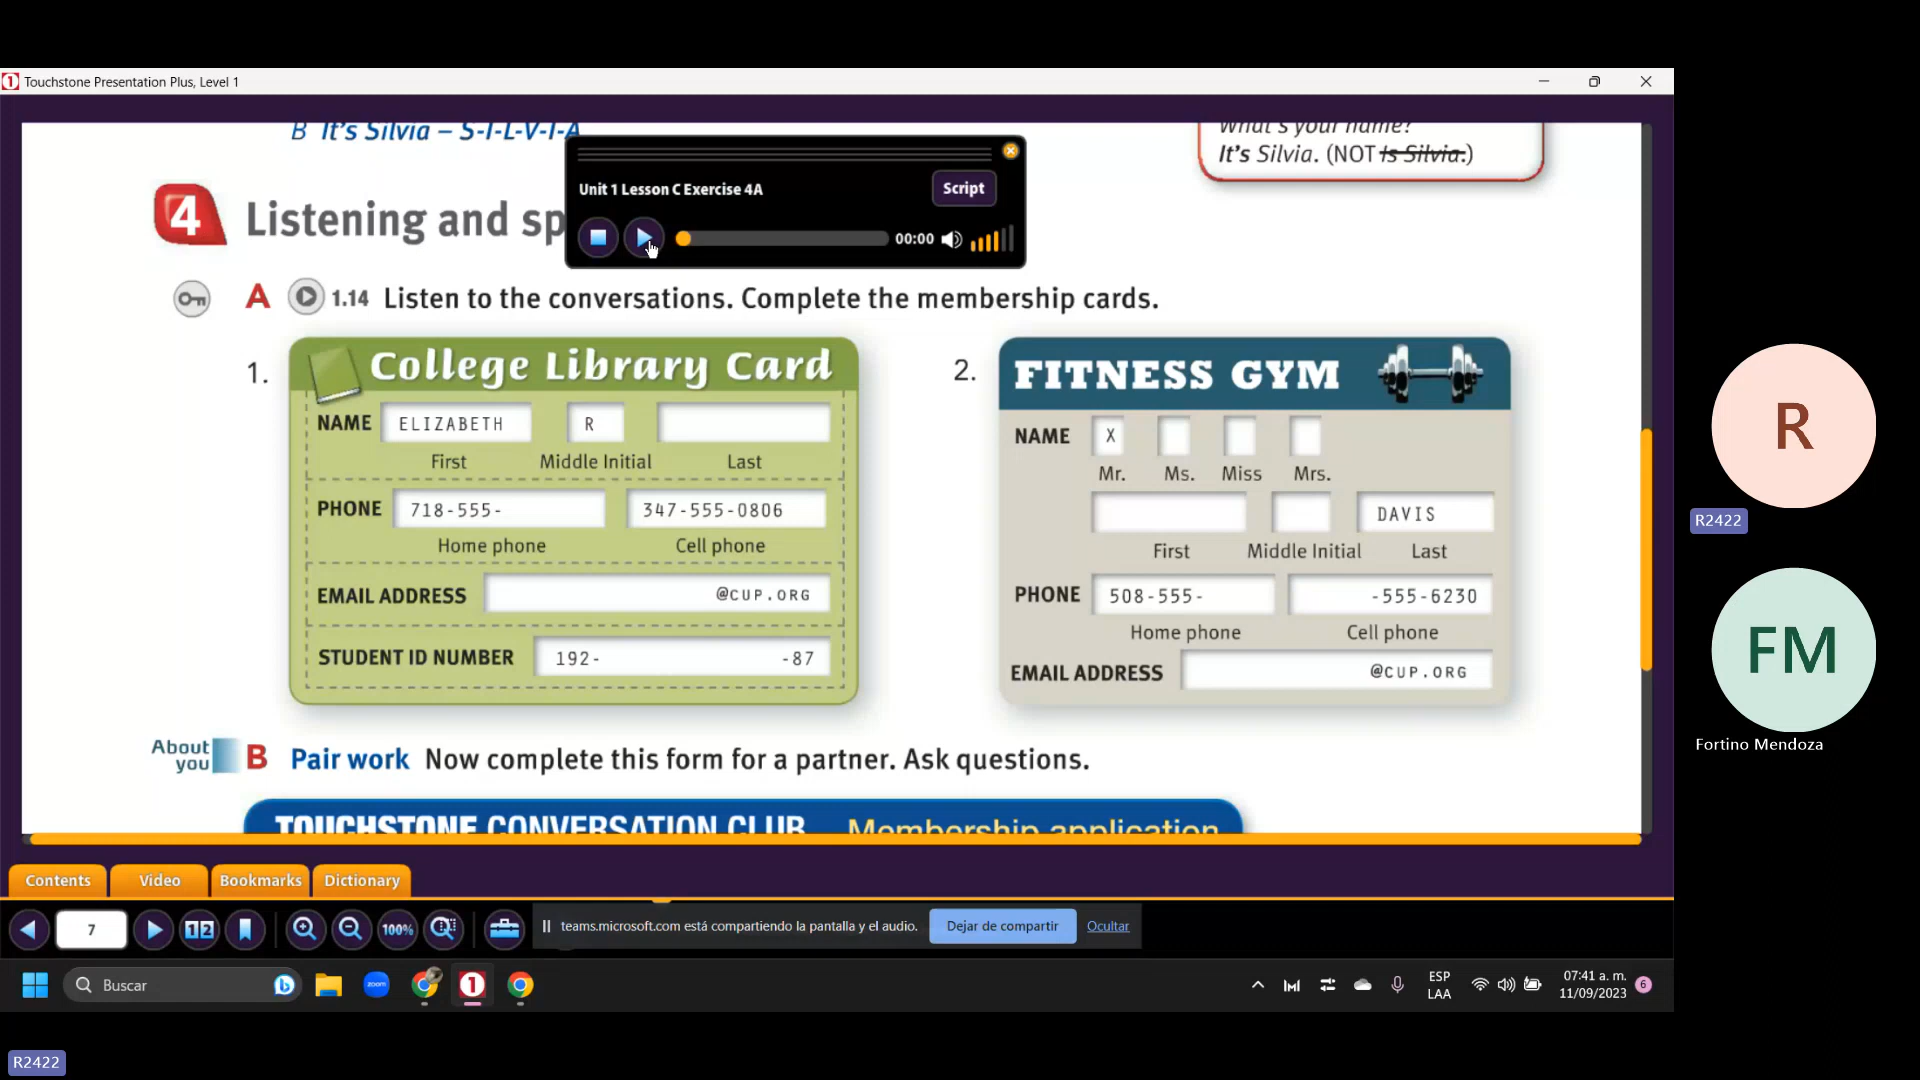 Touchstone Presentation Plus, Level 1
B It's Silvia – S-I-L-V-I-A
What's your name?
It's Silvia. (NOT Is Silvia.)
Unit 1 Lesson C Exercise 4A
Script
00:00
4 Listening and sp
A 1.14 Listen to the conversations. Complete the membership cards.
1.
College Library Card
NAME ELIZABETH R
First Middle Initial Last
PHONE 718-555- 347-555-0806
Home phone Cell phone
EMAIL ADDRESS @CUP.ORG
STUDENT ID NUMBER 192- -87
2.
FITNESS GYM
NAME X
Mr. Ms. Miss Mrs.
DAVIS
First Middle Initial Last
PHONE 508-555- -555-6230
Home phone Cell phone
EMAIL ADDRESS @CUP.ORG
About you
B Pair work Now complete this form for a partner. Ask questions.
TOUCHSTONE CONVERSATION CLUB Membership application
Contents Video Bookmarks Dictionary
7
12
100%
teams.microsoft.com está compartiendo la pantalla y el audio.
Dejar de compartir
Ocultar
Buscar
zoom
1
ESP
LAA
07:41 a. m.
11/09/2023
6
R
R2422
FM
Fortino Mendoza
R2422